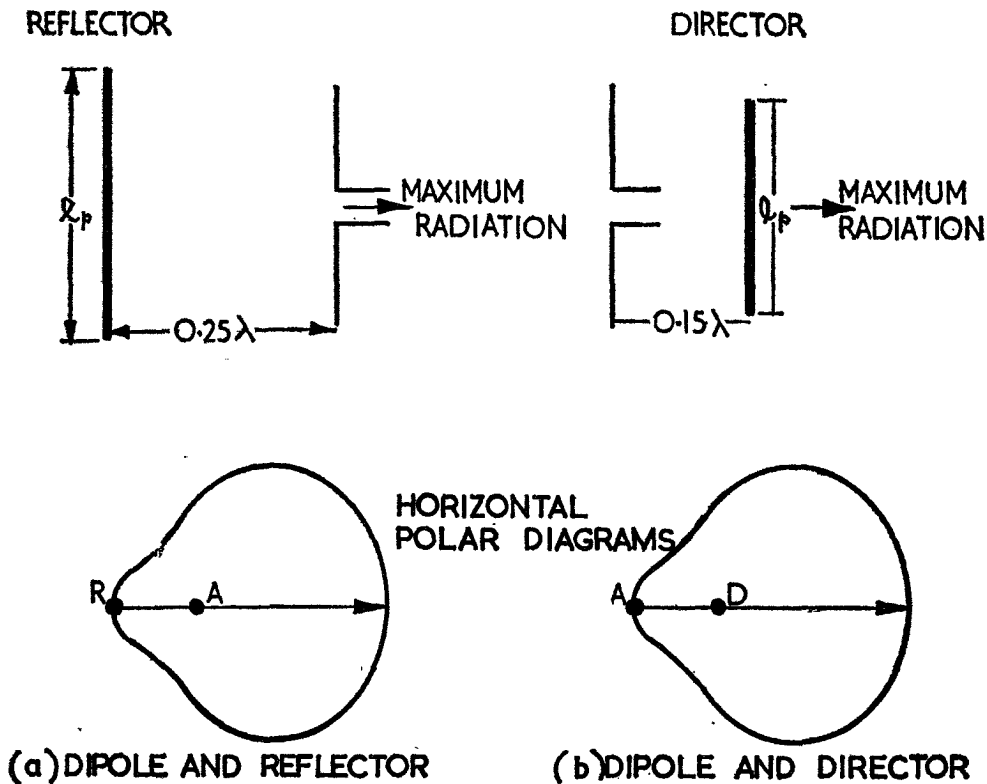 REFLECTOR
DIRECTOR
ℓp
MAXIMUM
RADIATION
0.25λ
ℓp
MAXIMUM
RADIATION
0.15λ
HORIZONTAL
POLAR DIAGRAMS
R
A
A
D
(a) DIPOLE AND REFLECTOR
(b) DIPOLE AND DIRECTOR